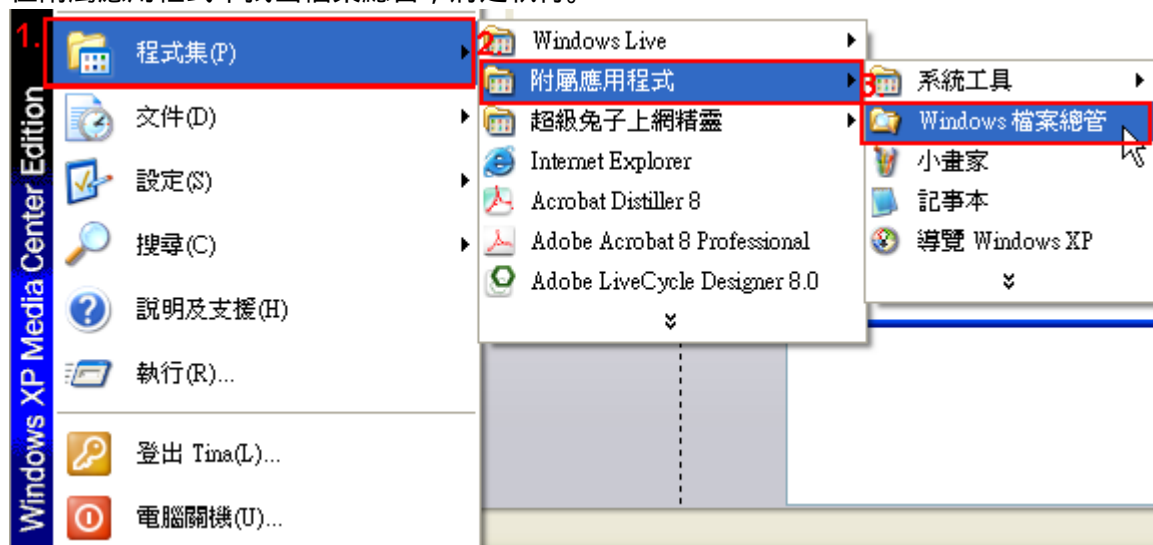 1.
程式集(P)
文件(D)
設定(S)
搜尋(C)
說明及支援(H)
執行(R)...
登出 Tina(L)...
電腦關機(U)...
Windows XP Media Center Edition
2
Windows Live
附屬應用程式
超級兔子上網精靈
Internet Explorer
Acrobat Distiller 8
Adobe Acrobat 8 Professional
Adobe LiveCycle Designer 8.0
3
系統工具
Windows 檔案總管
小畫家
記事本
導覽 Windows XP